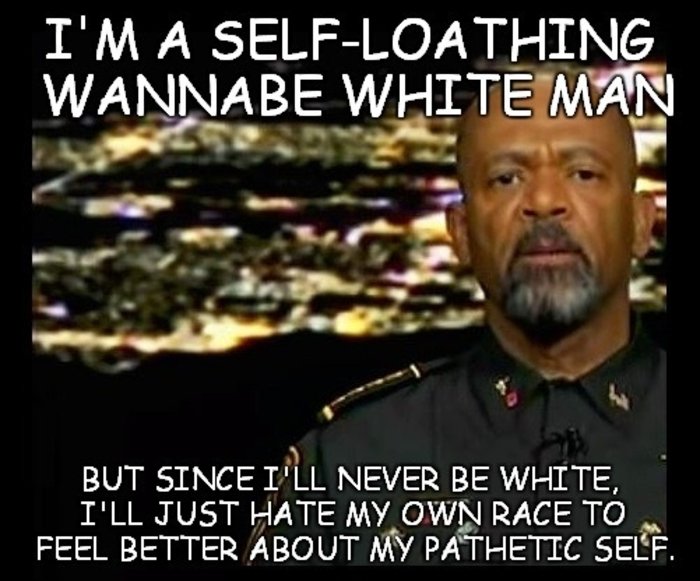 I'M A SELF-LOATHING
WANNABE WHITE MAN
BUT SINCE I'LL NEVER BE WHITE,
I'LL JUST HATE MY OWN RACE TO
FEEL BETTER ABOUT MY PATHETIC SELF.